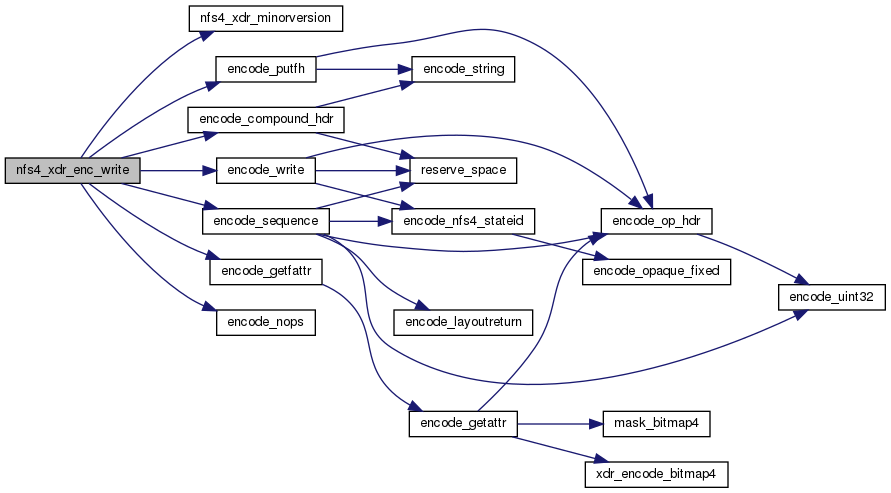 nfs4_xdr_minorversion
encode_putfh
encode_string
encode_compound_hdr
nfs4_xdr_enc_write
encode_write
reserve_space
encode_sequence
encode_nfs4_stateid
encode_op_hdr
encode_getfattr
encode_opaque_fixed
encode_uint32
encode_nops
encode_layoutreturn
encode_getattr
mask_bitmap4
xdr_encode_bitmap4